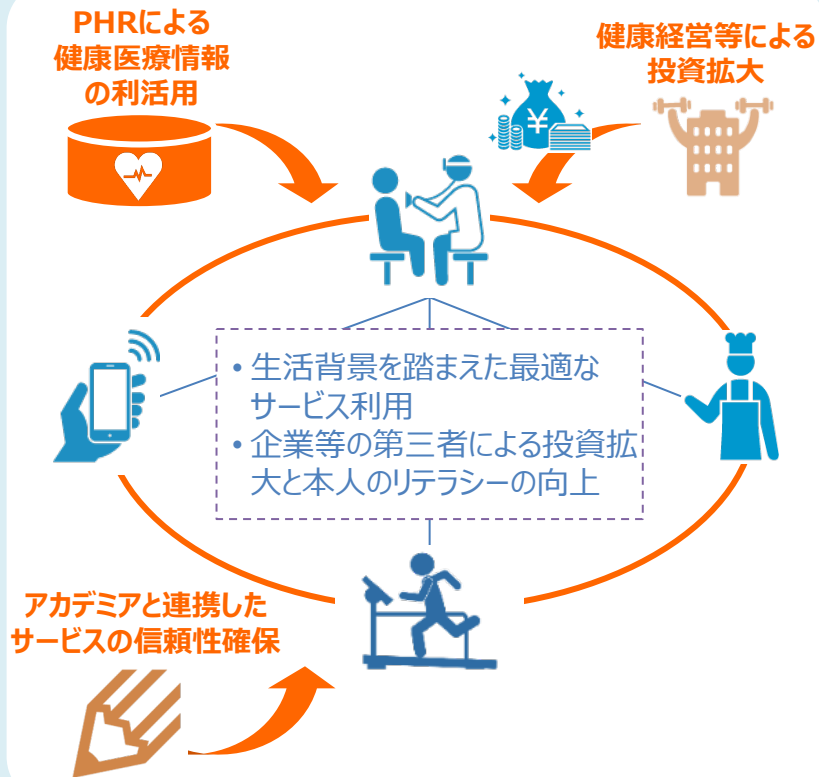 PHRによる
健康医療情報
の利活用
健康経営等による
投資拡大
¥
• 生活背景を踏まえた最適な
サービス利用
• 企業等の第三者による投資拡
大と本人のリテラシーの向上
アカデミアと連携した
サービスの信頼性確保